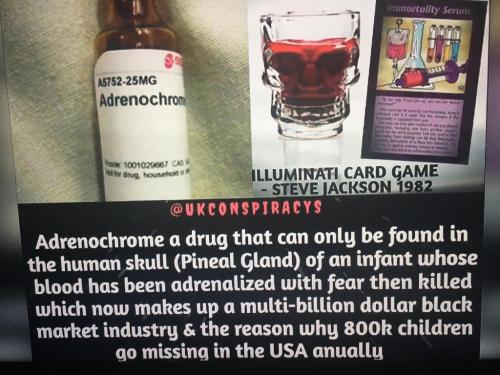 A5752-25MG
Adrenochrom
Immortality Serum
ILLUMINATI CARD GAME
- STEVE JACKSON 1982
@UKCONSPIRACYS
Adrenochrome a drug that can only be found in
the human skull (Pineal Gland) of an infant whose
blood has been adrenalized with fear then killed
which now makes up a multi-billion dollar black
market industry & the reason why 800k children
go missing in the USA anually